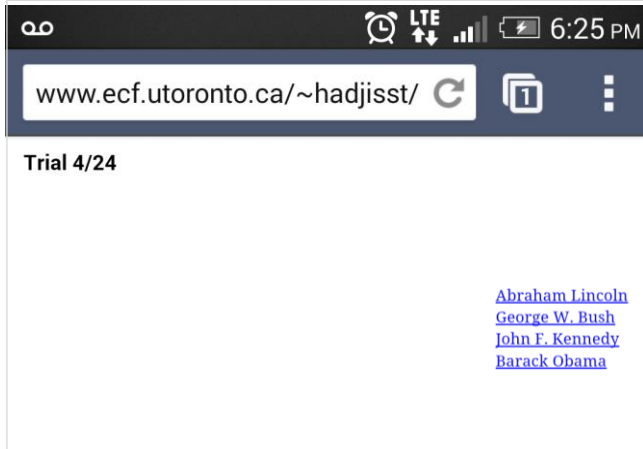 LTE 6:25 PM
www.ecf.utoronto.ca/~hadjisst/ 1
Trial 4/24
Abraham Lincoln
George W. Bush
John F. Kennedy
Barack Obama